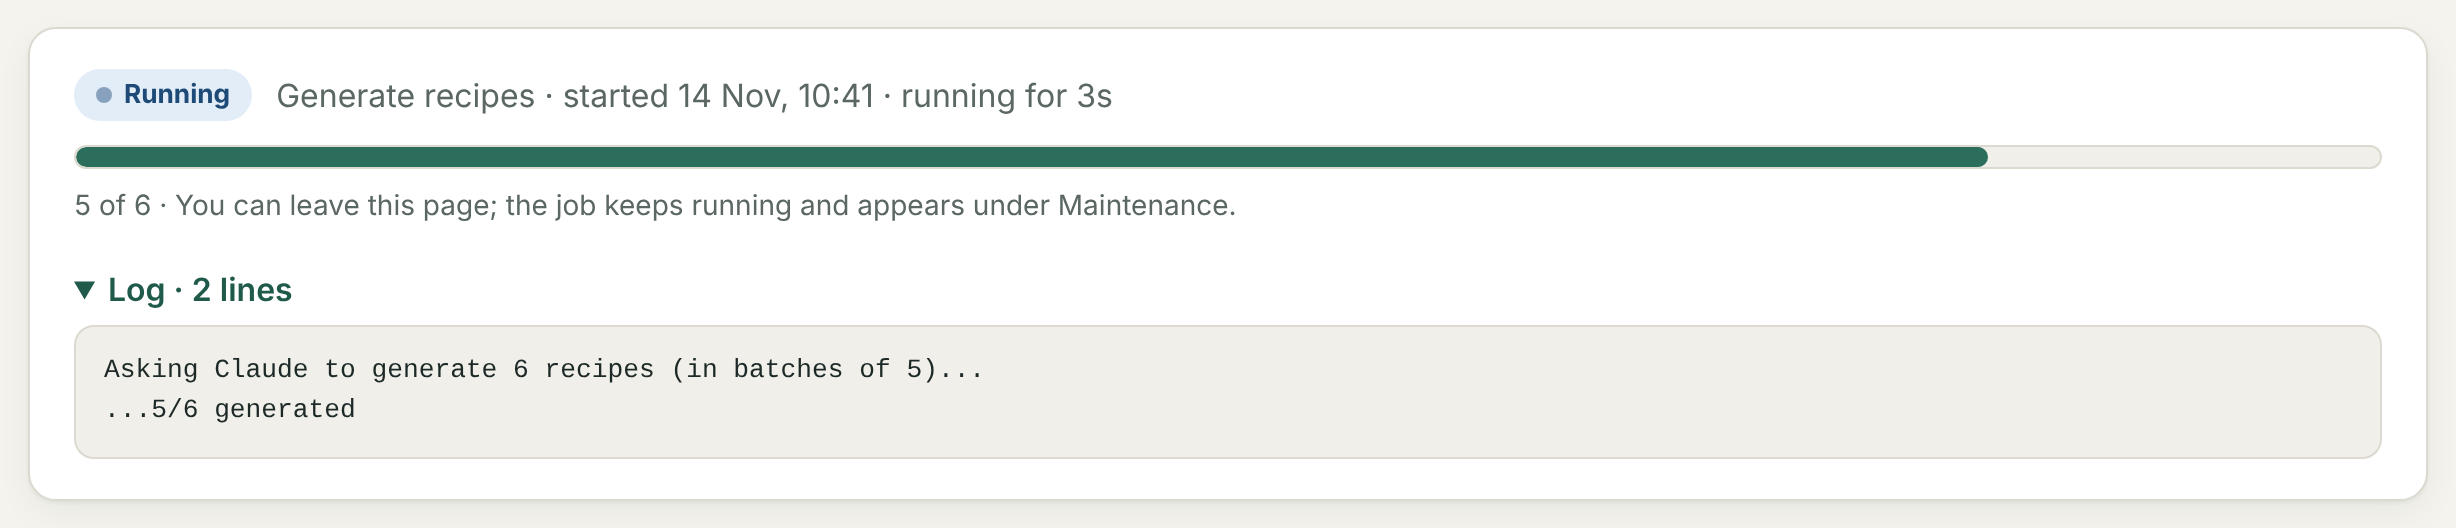 Running
Generate recipes · started 14 Nov, 10:41 · running for 3s
5 of 6 · You can leave this page; the job keeps running and appears under Maintenance.
▼ Log · 2 lines
Asking Claude to generate 6 recipes (in batches of 5)...
...5/6 generated